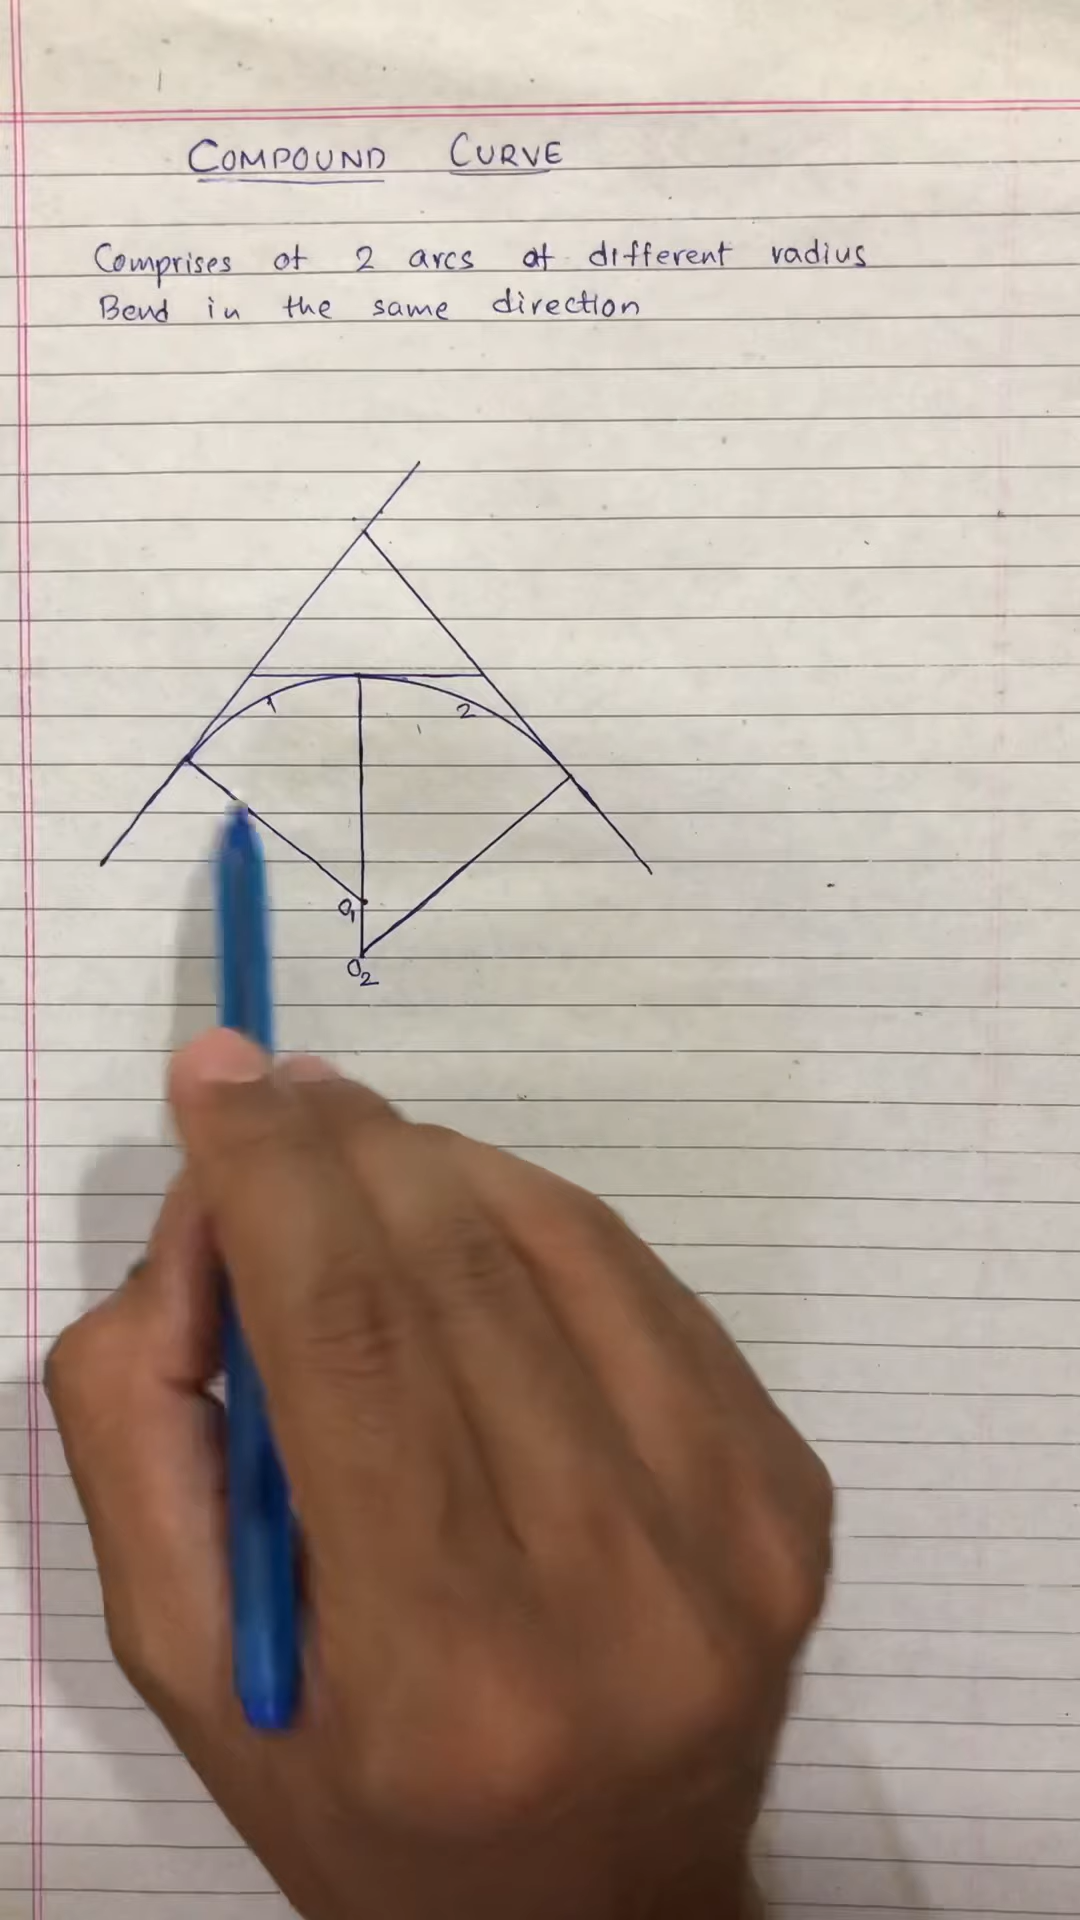 COMPOUND CURVE
Comprises of 2 arcs of different radius
Bend in the same direction
1
2
O1
O2